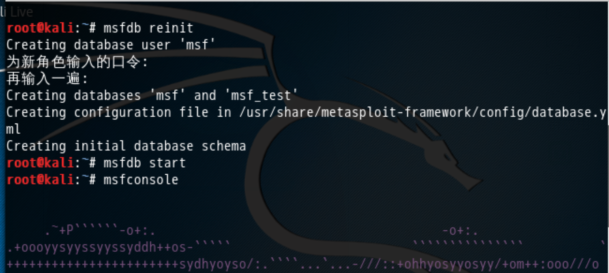 li Live
root@kali:~# msfdb reinit
Creating database user 'msf'
为新角色输入的口令:
再输入一遍:
Creating databases 'msf' and 'msf_test'
Creating configuration file in /usr/share/metasploit-framework/config/database.y
ml
Creating initial database schema
root@kali:~# msfdb start
root@kali:~# msfconsole
.~+P``````-o+:. -o+:.
.+oooyysyyssyyssyddh++os-````` ``````````````` `
+++++++++++++++++++++++sydhyoyso/:.````...`...-///::+ohhyosyyosyy/+om++:ooo///o